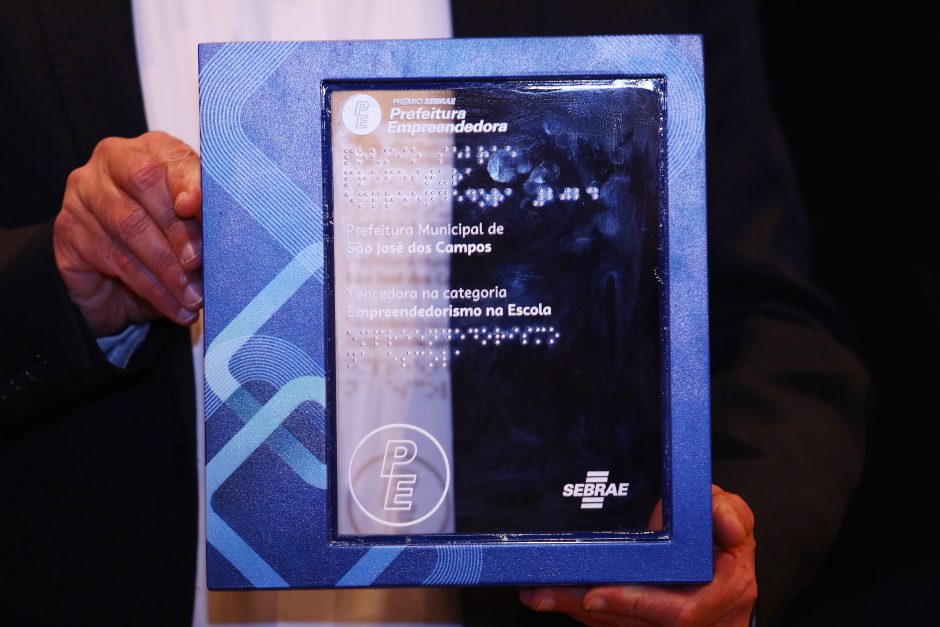 PE
PRÊMIO SEBRAE
Prefeitura
Empreendedora
Prefeitura Municipal de
São José dos Campos
Vencedora na categoria
Empreendedorismo na Escola
PE
SEBRAE